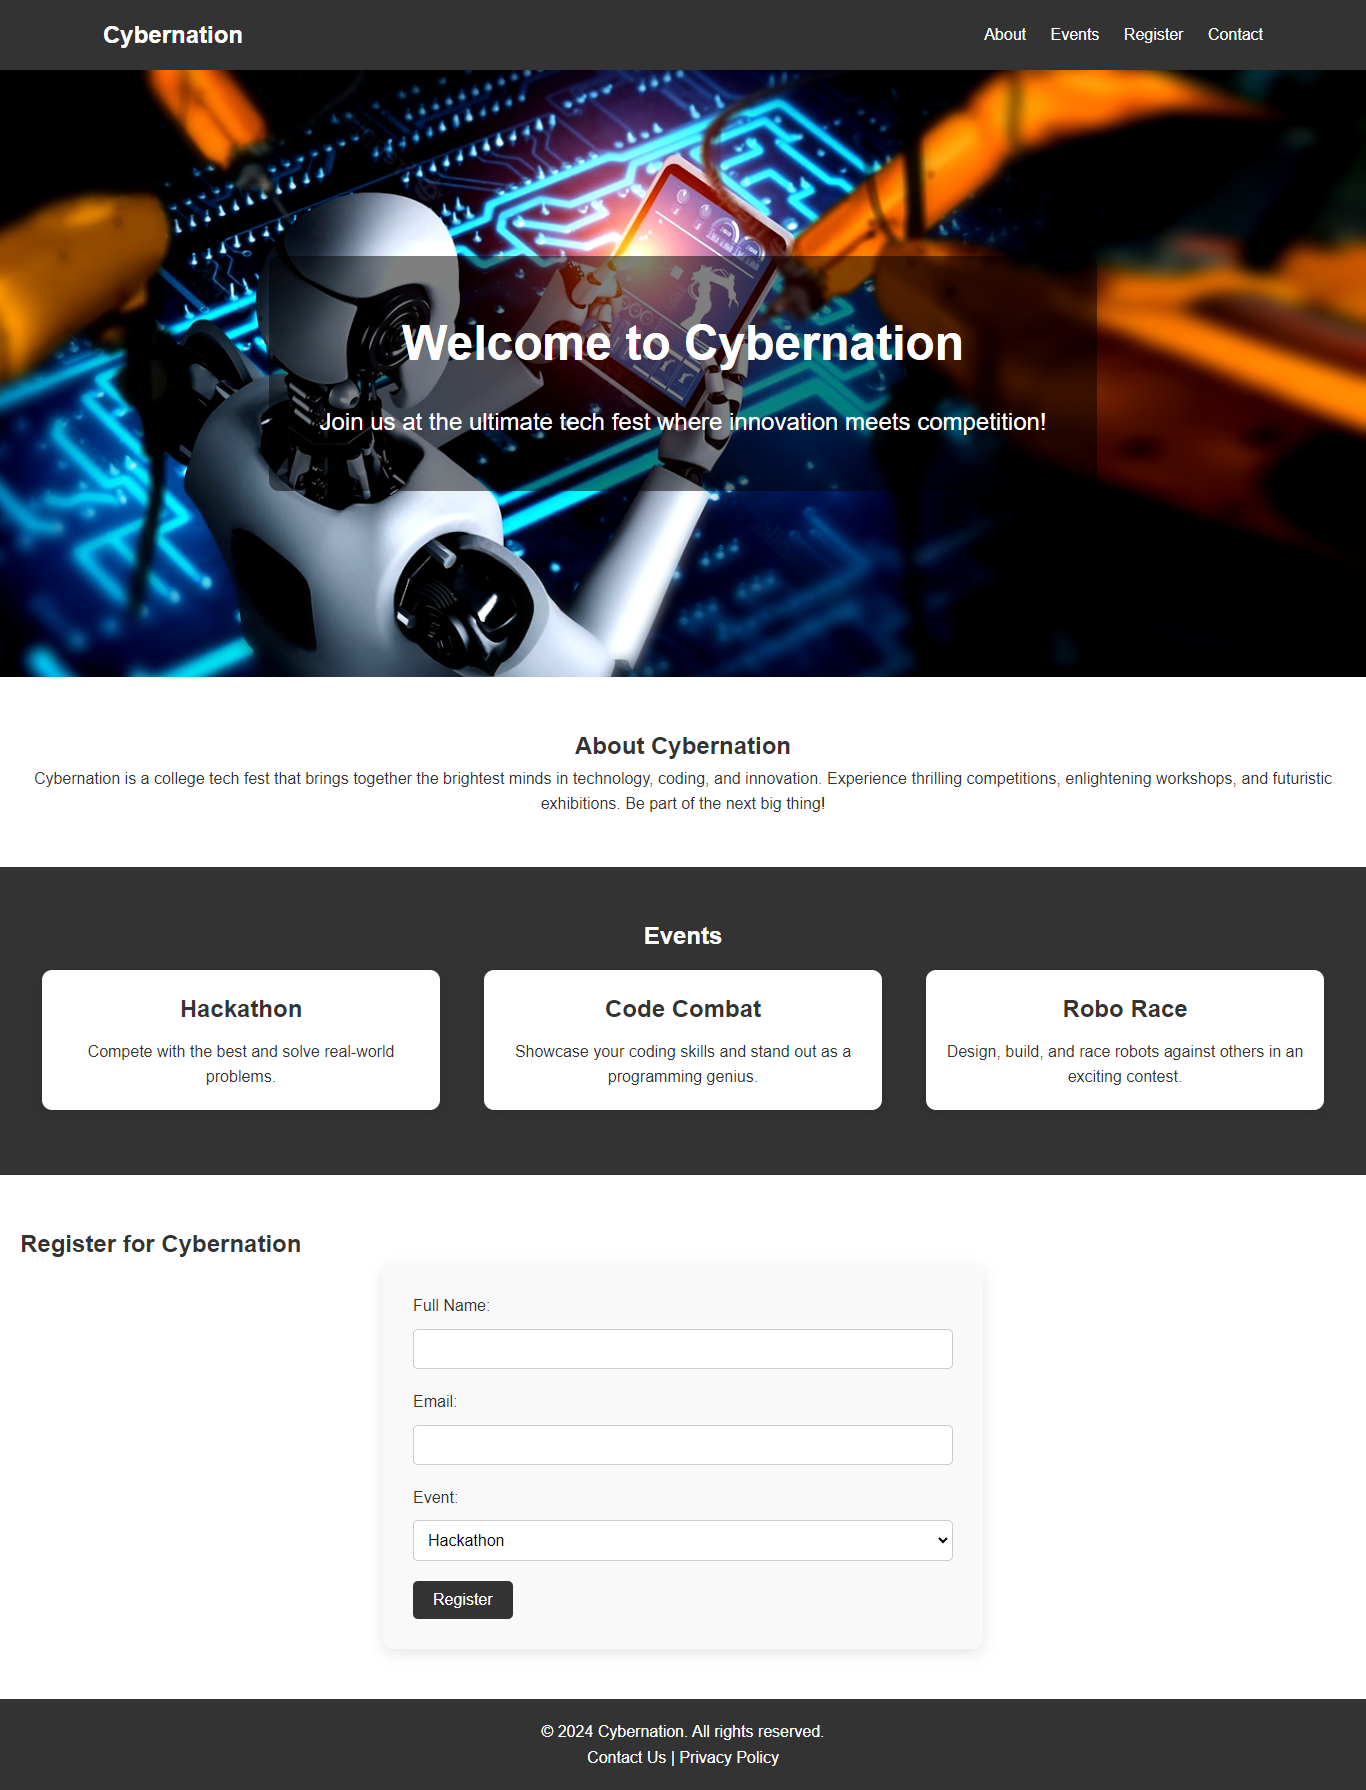 Cybernation
About Events Register Contact
Welcome to Cybernation
Join us at the ultimate tech fest where innovation meets competition!
About Cybernation
Cybernation is a college tech fest that brings together the brightest minds in technology, coding, and innovation. Experience thrilling competitions, enlightening workshops, and futuristic
exhibitions. Be part of the next big thing!
Events
Hackathon
Compete with the best and solve real-world
problems.
Code Combat
Showcase your coding skills and stand out as a
programming genius.
Robo Race
Design, build, and race robots against others in an
exciting contest.
Register for Cybernation
Full Name:
Email:
Event:
Hackathon
Register
© 2024 Cybernation. All rights reserved.
Contact Us | Privacy Policy